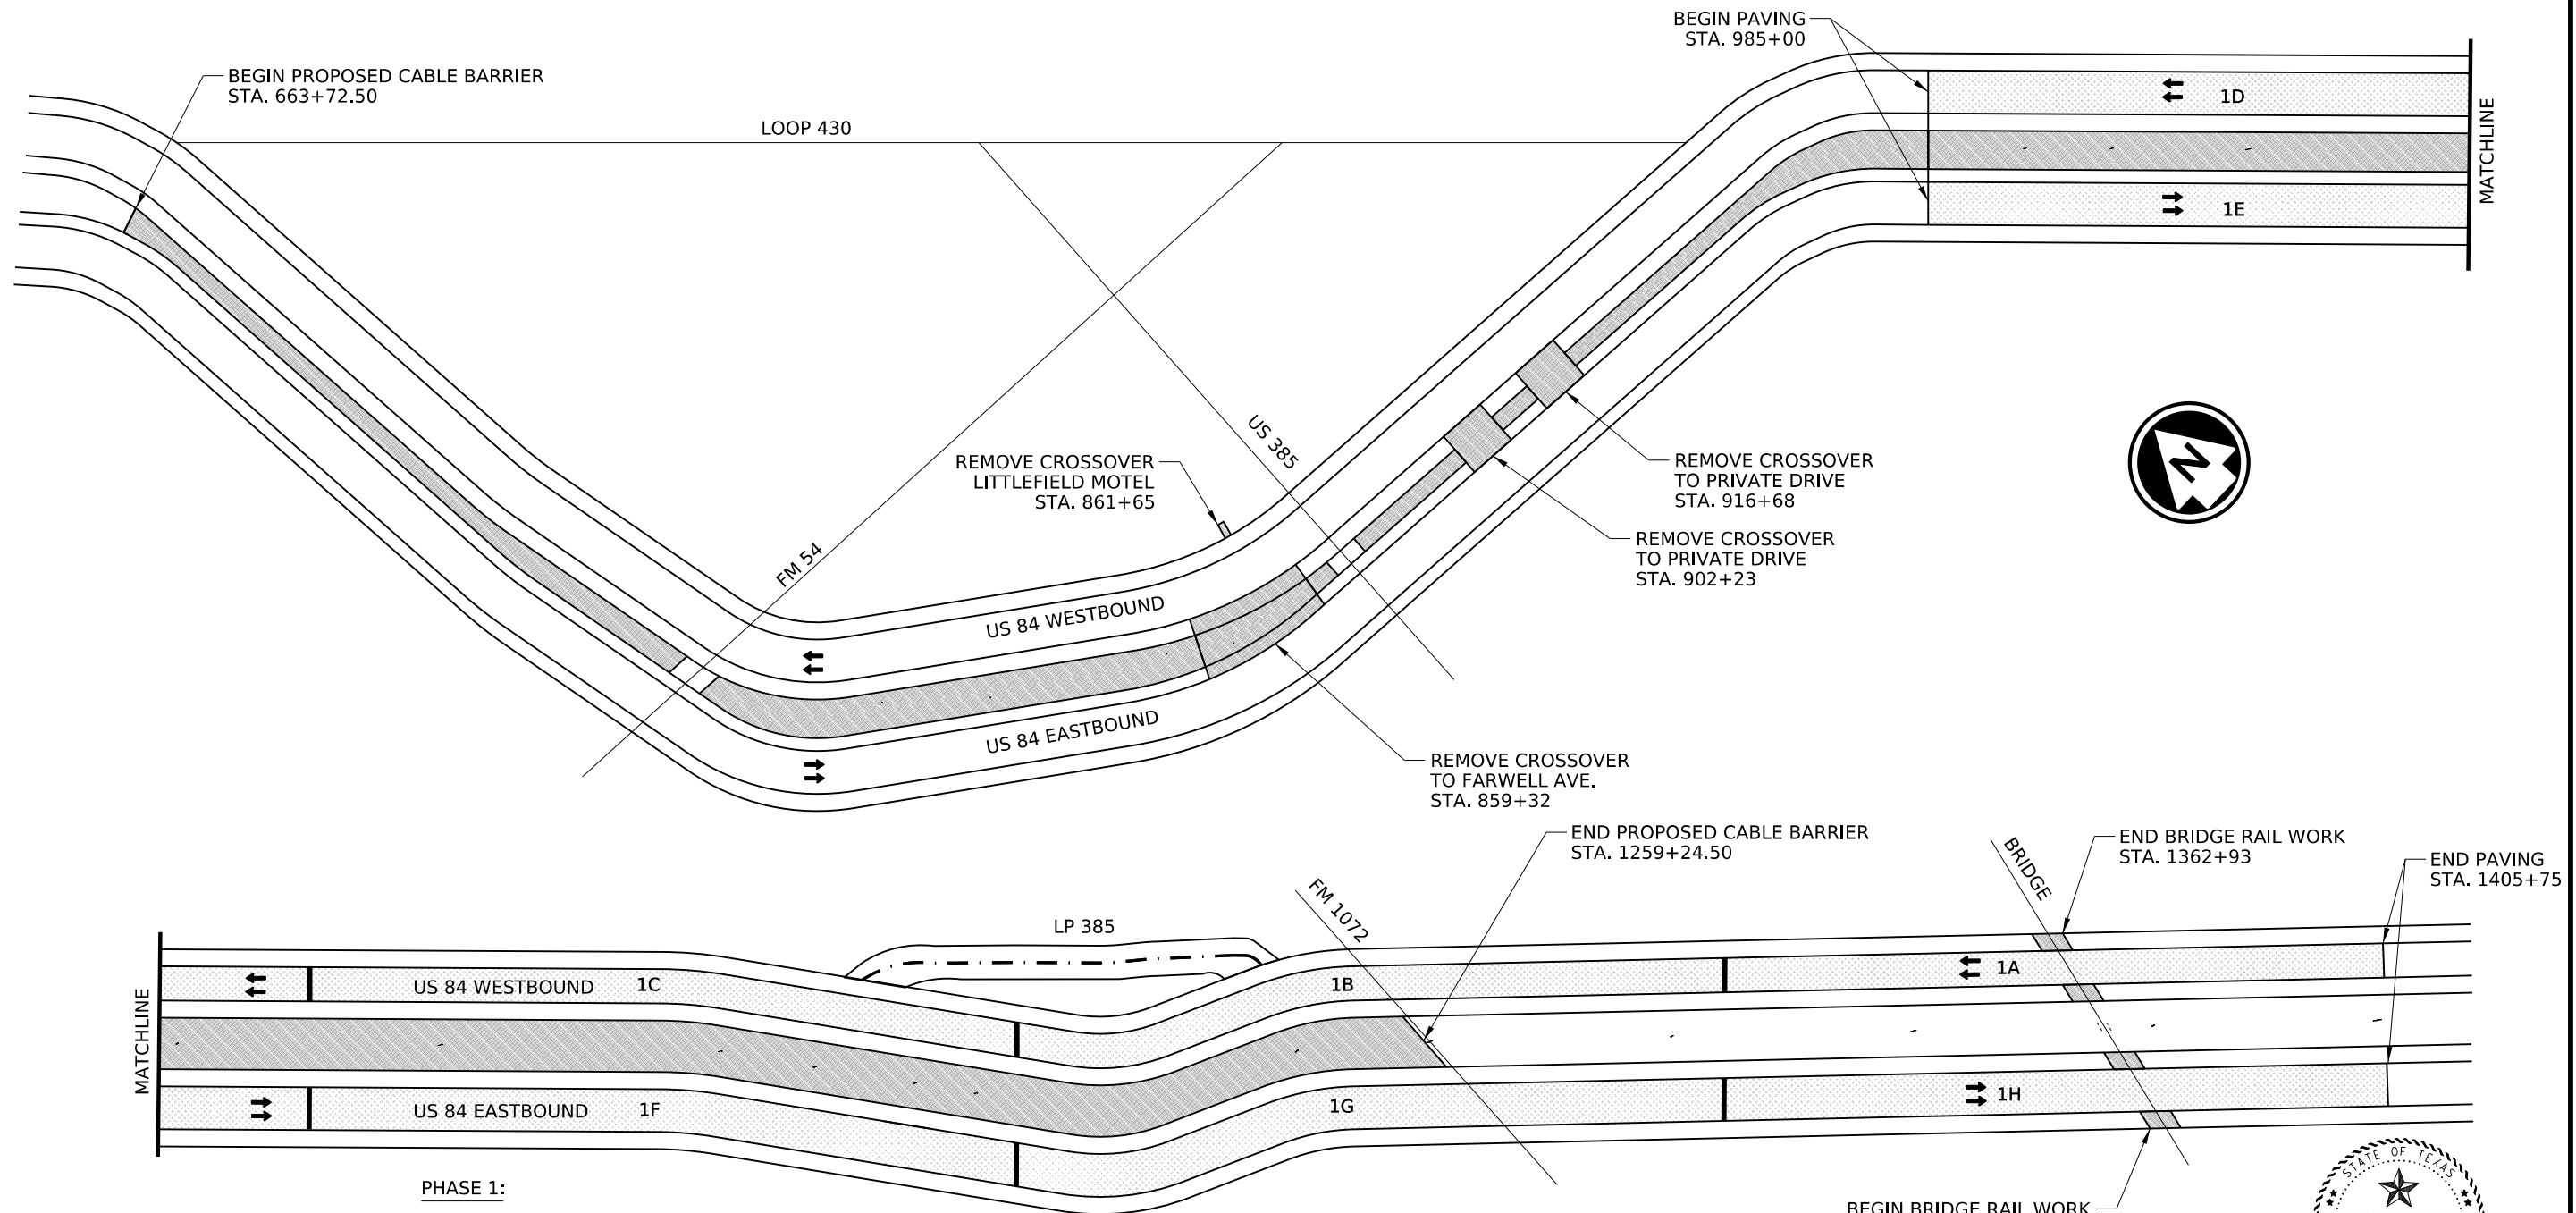 BEGIN PAVING
STA. 985+00
BEGIN PROPOSED CABLE BARRIER
STA. 663+72.50
LOOP 430
1D
1E
MATCHLINE
US 385
FM 54
REMOVE CROSSOVER
LITTLEFIELD MOTEL
STA. 861+65
REMOVE CROSSOVER
TO PRIVATE DRIVE
STA. 916+68
N
REMOVE CROSSOVER
TO PRIVATE DRIVE
STA. 902+23
US 84 WESTBOUND
US 84 EASTBOUND
REMOVE CROSSOVER
TO FARWELL AVE.
STA. 859+32
END PROPOSED CABLE BARRIER
STA. 1259+24.50
BRIDGE
END BRIDGE RAIL WORK
STA. 1362+93
END PAVING
STA. 1405+75
LP 385
FM 1072
MATCHLINE
US 84 WESTBOUND 1C
1B
1A
US 84 EASTBOUND 1F
1G
1H
PHASE 1:
BEGIN BRIDGE RAIL WORK
STATE OF TEXAS